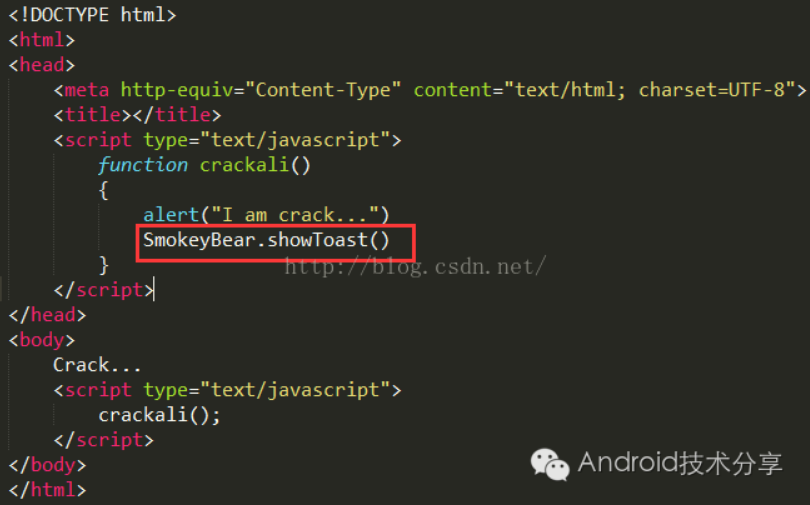 <!DOCTYPE html>
<html>
<head>
    <meta http-equiv="Content-Type" content="text/html; charset=UTF-8">
    <title></title>
    <script type="text/javascript">
        function crackali()
        {
            alert("I am crack...")
            SmokeyBear.showToast()
        }
http://blog.csdn.net/
    </script>
</head>
<body>
    Crack...
    <script type="text/javascript">
        crackali();
    </script>
</body>
</html>
Android技术分享